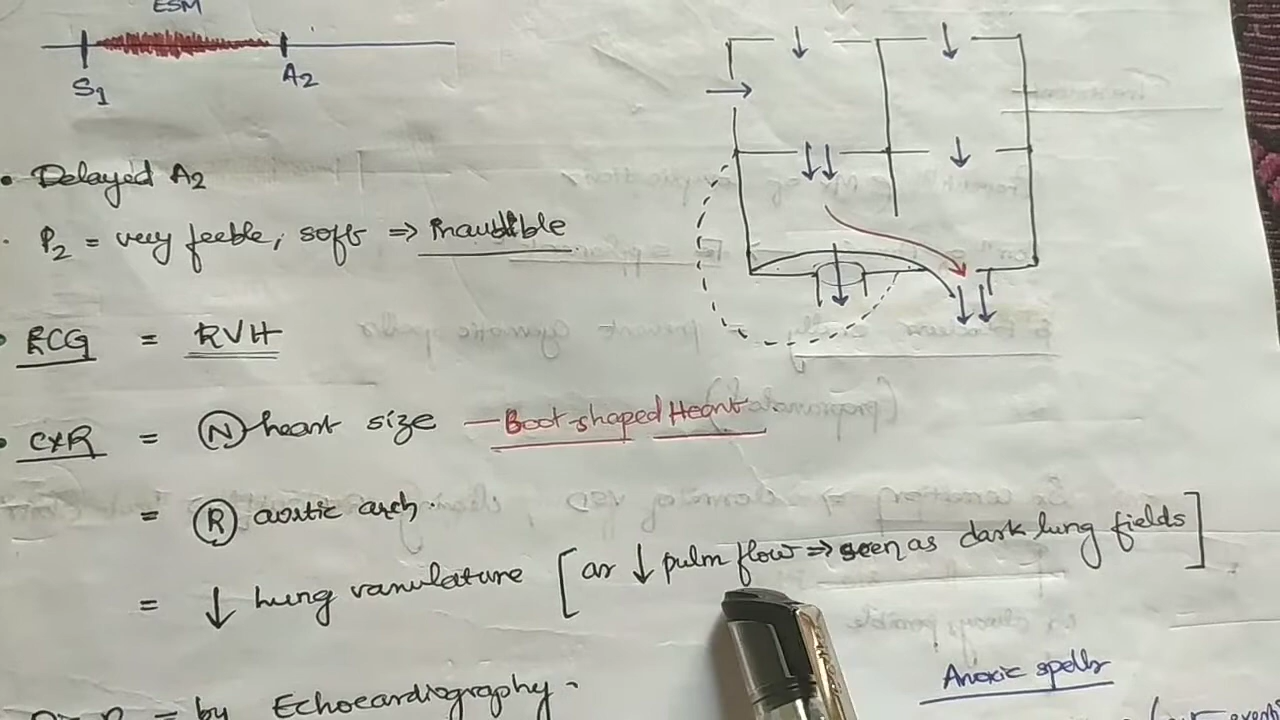 ESM
S1 A2
• Delayed A2
· P2 = very feeble, soft ⇒ inaudible
• ECG = RVH
• CXR = Ⓝ heart size — Boot-shaped Heart
= Ⓡ aortic arch.
= ↓ lung vasculature [as ↓ pulm flow ⇒ seen as dark lung fields]
Anoxic spells
= by Echocardiography.